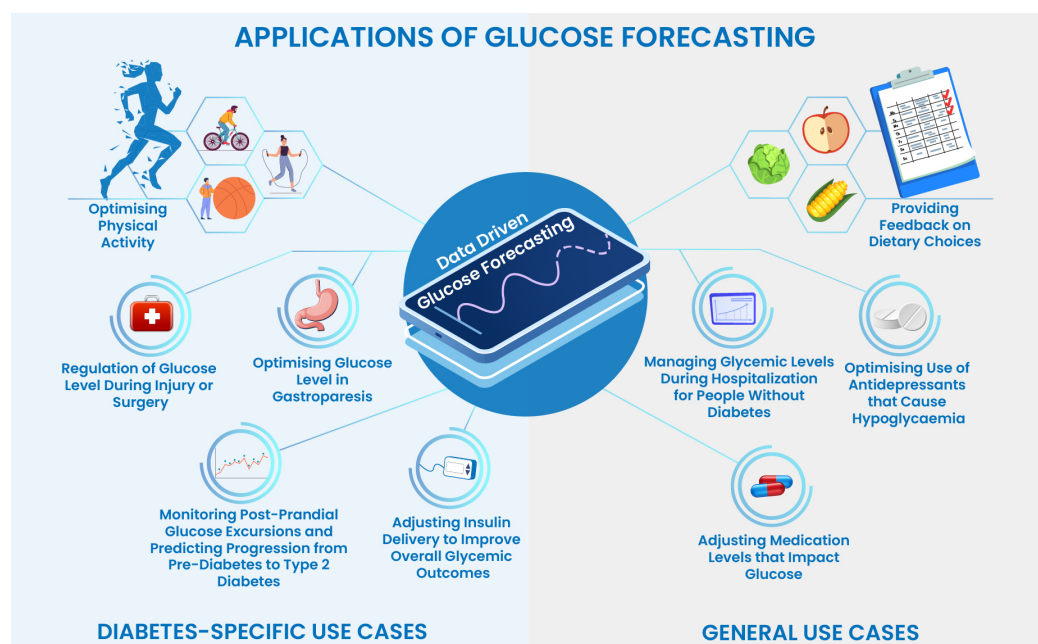 APPLICATIONS OF GLUCOSE FORECASTING
Optimising
Physical
Activity
Providing
Feedback on
Dietary Choices
Data Driven
Glucose Forecasting
Regulation of Glucose
Level During Injury or
Surgery
Optimising Glucose
Level in
Gastroparesis
Managing Glycemic Levels
During Hospitalization
for People Without
Diabetes
Optimising Use of
Antidepressants
that Cause
Hypoglycaemia
Monitoring Post-Prandial
Glucose Excursions and
Predicting Progression from
Pre-Diabetes to Type 2
Diabetes
Adjusting Insulin
Delivery to Improve
Overall Glycemic
Outcomes
Adjusting Medication
Levels that Impact
Glucose
DIABETES-SPECIFIC USE CASES
GENERAL USE CASES